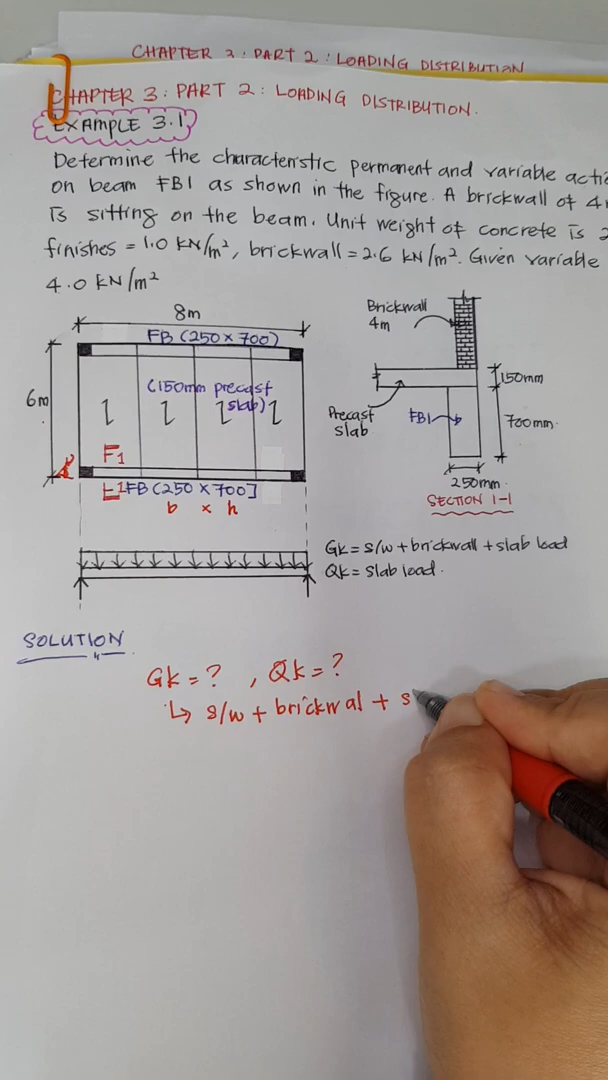 CHAPTER 3 : PART 2 : LOADING DISTRIBUTION
CHAPTER 3 : PART 2 : LOADING DISTRIBUTION.
EXAMPLE 3.1
Determine the characteristic permanent and variable
on beam FB1 as shown in the figure. A brickwall of
is sitting on the beam. Unit weight of concrete is
finishes = 1.0 kN/m², brickwall = 2.6 kN/m². Given variable
4.0 kN/m²
8m
FB (250 x 700)
6m
(150mm precast
slab)
F1
FB (250 x 700]
b x h
Brickwall
4m
150mm
Precast
slab
FB1
700mm
250mm
SECTION 1-1
Gk = s/w + brickwall + slab load
Qk = slab load.
SOLUTION
Gk = ? , Qk = ?
↳ s/w + brickwal + s